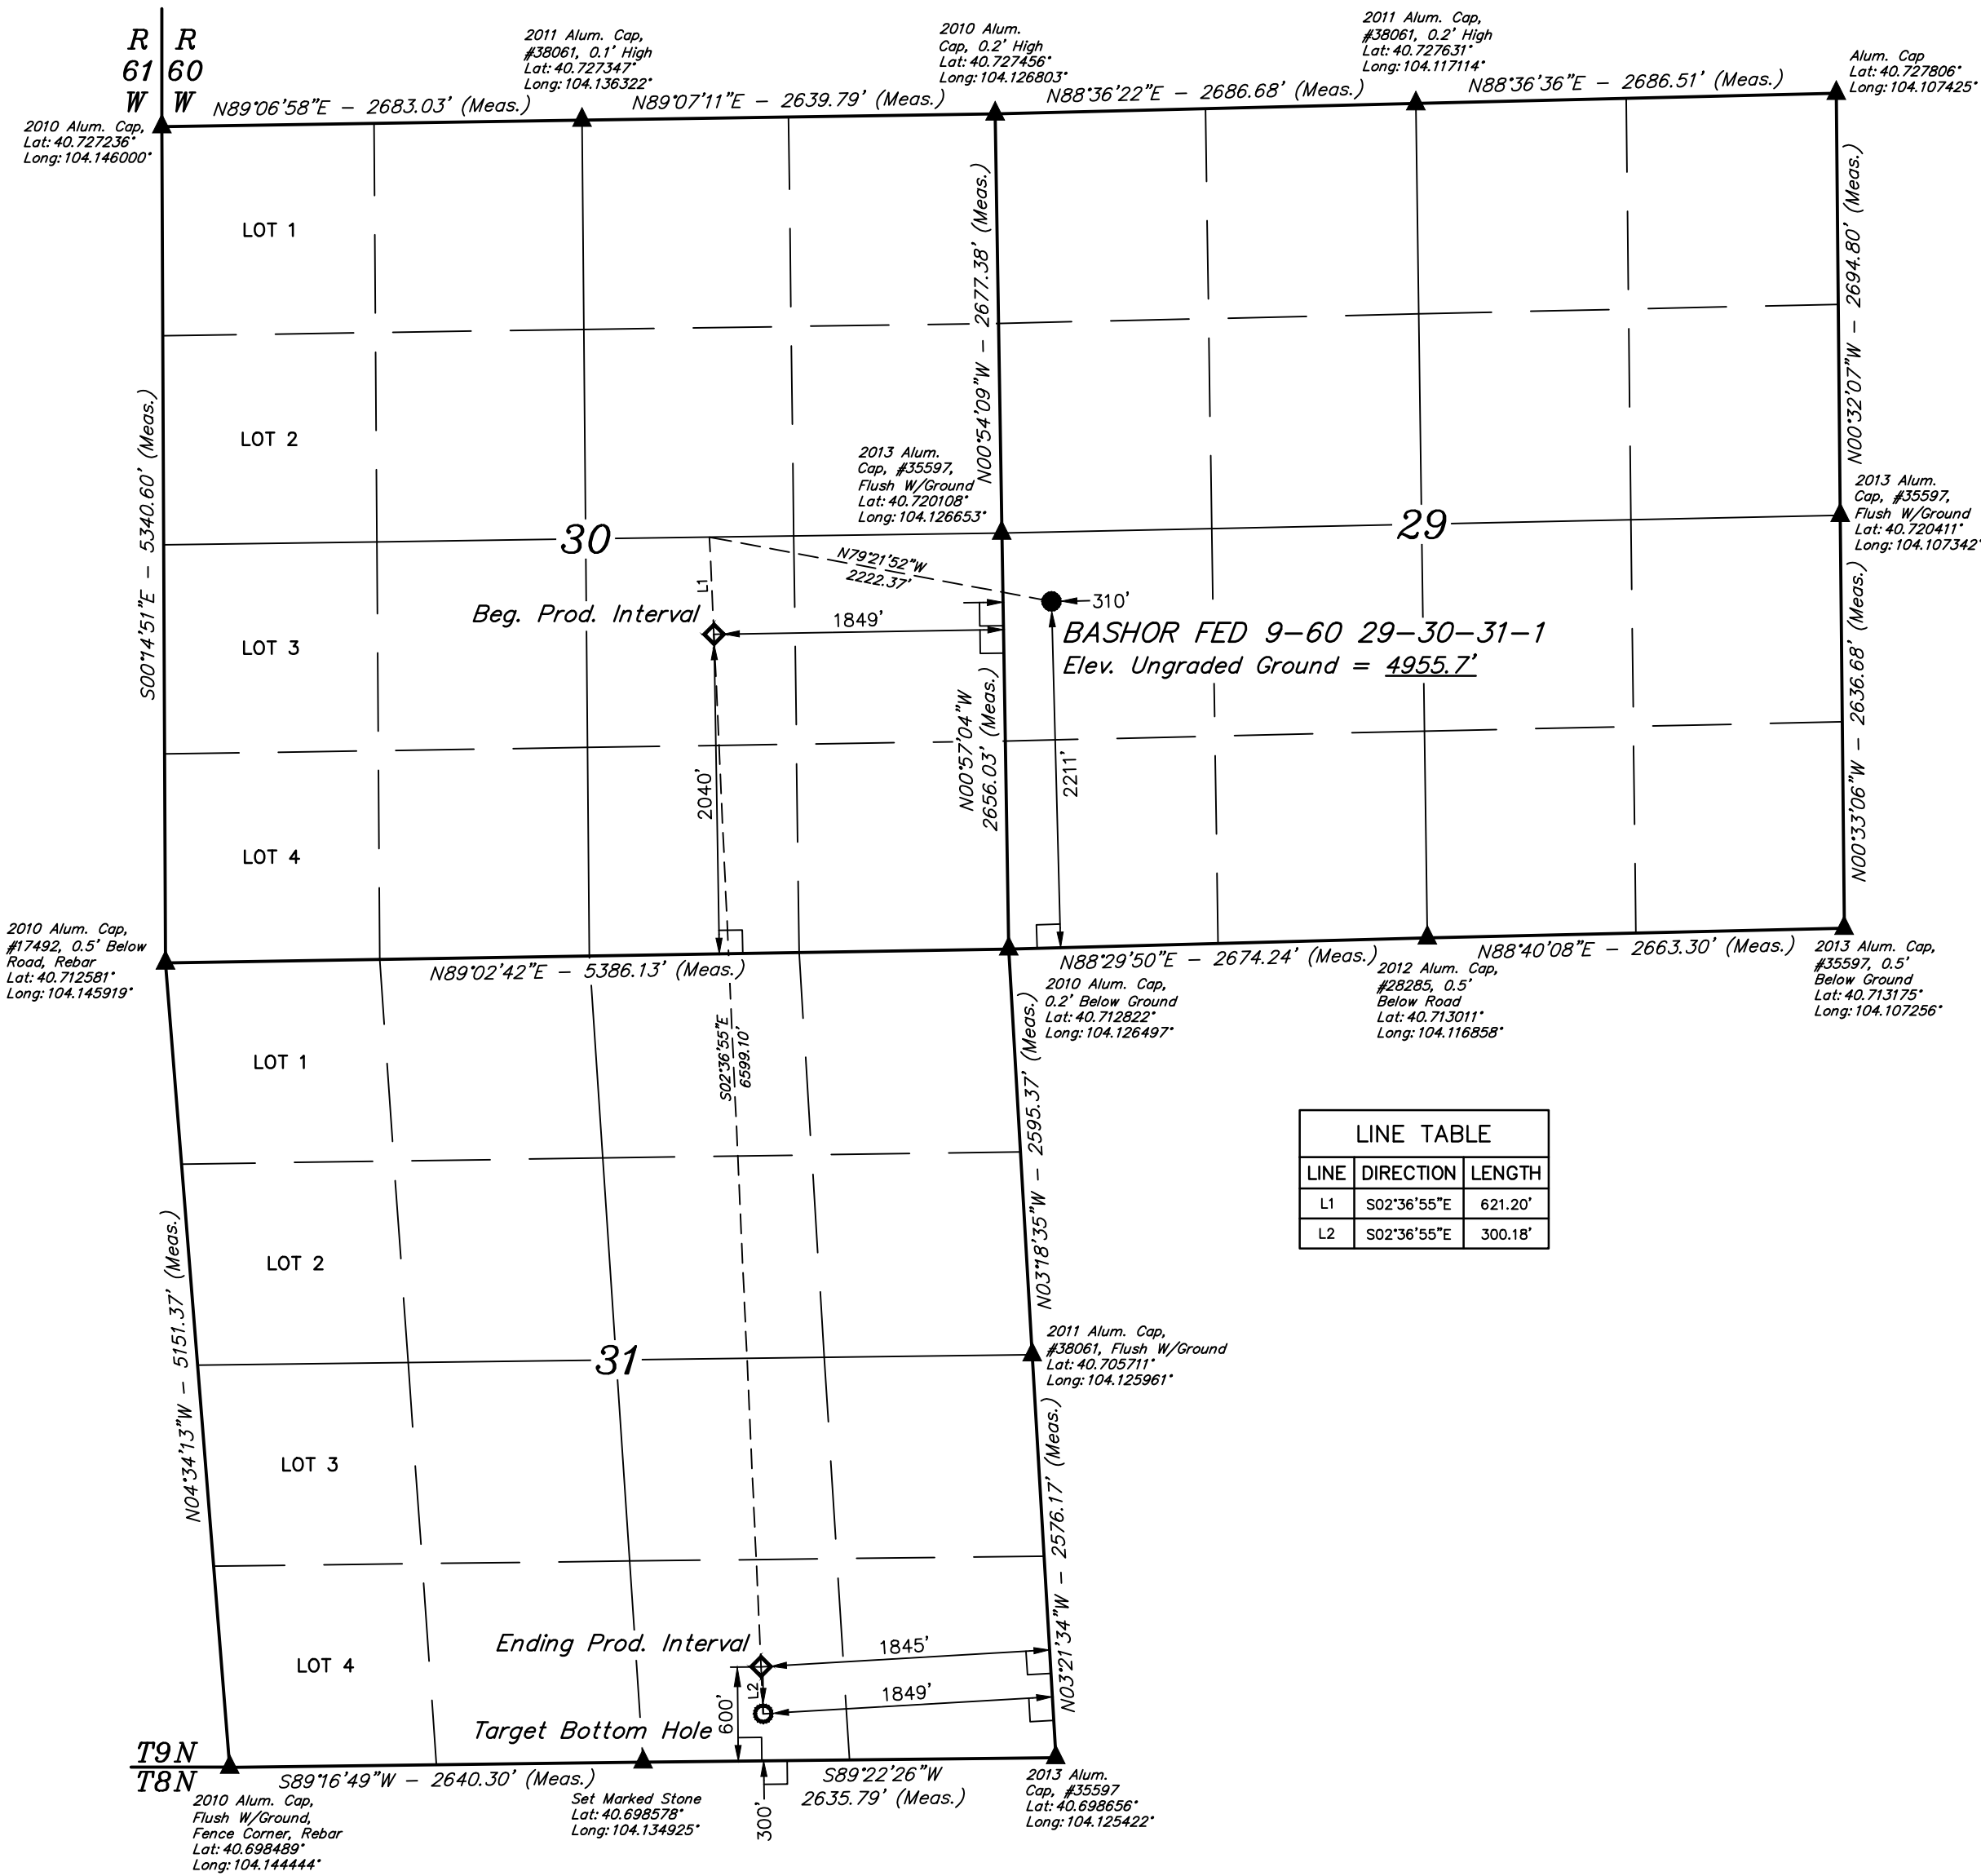 R R
61 60
W W
2011 Alum. Cap,
#38061, 0.1' High
Lat: 40.727347°
Long: 104.136322°
2010 Alum.
Cap, 0.2' High
Lat: 40.727456°
Long: 104.126803°
2011 Alum. Cap,
#38061, 0.2' High
Lat: 40.727631°
Long: 104.117114°
Alum. Cap
Lat: 40.727806°
Long: 104.107425°
N89°06'58"E - 2683.03' (Meas.)
N89°07'11"E - 2639.79' (Meas.)
N88°36'22"E - 2686.68' (Meas.)
N88°36'36"E - 2686.51' (Meas.)
2010 Alum. Cap,
Lat: 40.727236°
Long: 104.146000°
LOT 1
LOT 2
LOT 3
LOT 4
S00°14'51"E - 5340.60' (Meas.)
N00°54'09"W - 2677.38' (Meas.)
N00°32'07"W - 2694.80' (Meas.)
2013 Alum.
Cap, #35597,
Flush W/Ground
Lat: 40.720108°
Long: 104.126653°
30
29
2013 Alum.
Cap, #35597,
Flush W/Ground
Lat: 40.720411°
Long: 104.107342°
N79°21'52"W
2222.37'
L1
Beg. Prod. Interval
1849'
310'
BASHOR FED 9-60 29-30-31-1
Elev. Ungraded Ground = 4955.7'
2040'
N00°57'04"W
2656.03' (Meas.)
2211'
N00°33'06"W - 2636.68' (Meas.)
2010 Alum. Cap,
#17492, 0.5' Below
Road, Rebar
Lat: 40.712581°
Long: 104.145919°
N89°02'42"E - 5386.13' (Meas.)
N88°29'50"E - 2674.24' (Meas.)
N88°40'08"E - 2663.30' (Meas.)
2010 Alum. Cap,
0.2' Below Ground
Lat: 40.712822°
Long: 104.126497°
2012 Alum. Cap,
#28285, 0.5'
Below Road
Lat: 40.713011°
Long: 104.116858°
2013 Alum. Cap,
#35597, 0.5'
Below Ground
Lat: 40.713175°
Long: 104.107256°
S02°36'55"E
6599.10'
LOT 1
LOT 2
LOT 3
LOT 4
N03°18'35"W - 2595.37' (Meas.)
LINE TABLE
LINE DIRECTION LENGTH
L1 S02°36'55"E 621.20'
L2 S02°36'55"E 300.18'
N04°34'13"W - 5151.37' (Meas.)
31
2011 Alum. Cap,
#38061, Flush W/Ground
Lat: 40.705711°
Long: 104.125961°
N03°21'34"W - 2576.17' (Meas.)
Ending Prod. Interval
1845'
L2
1849'
600'
Target Bottom Hole
T9N
T8N
S89°16'49"W - 2640.30' (Meas.)
S89°22'26"W
2635.79' (Meas.)
300'
2010 Alum. Cap,
Flush W/Ground,
Fence Corner, Rebar
Lat: 40.698489°
Long: 104.144444°
Set Marked Stone
Lat: 40.698578°
Long: 104.134925°
2013 Alum.
Cap, #35597
Lat: 40.698656°
Long: 104.125422°